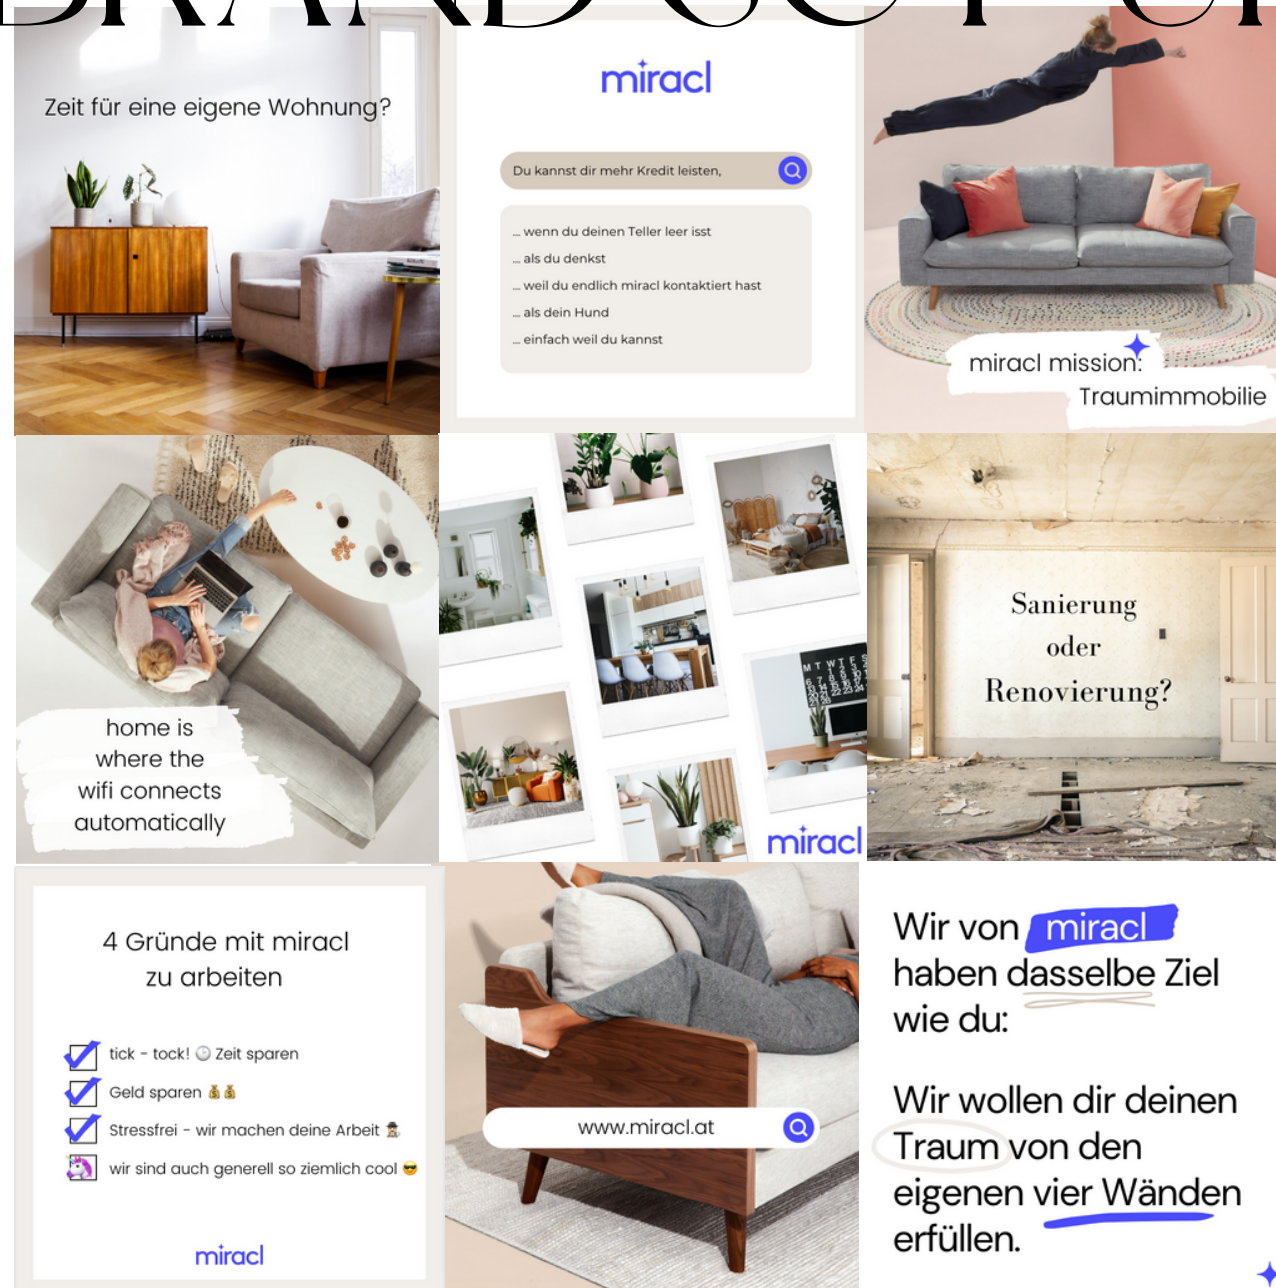 Zeit für eine eigene Wohnung?
miracl
Du kannst dir mehr Kredit leisten,
... wenn du deinen Teller leer isst
... als du denkst
... weil du endlich miracl kontaktiert hast
... als dein Hund
... einfach weil du kannst
miracl mission:
Traumimmobilie
home is
where the
wifi connects
automatically
M T W T F S
miracl
Sanierung
oder
Renovierung?
4 Gründe mit miracl
zu arbeiten
tick - tock! 🕒 Zeit sparen
Geld sparen 💰💰
Stressfrei - wir machen deine Arbeit 🕵️
wir sind auch generell so ziemlich cool 😎
miracl
www.miracl.at
Wir von miracl
haben dasselbe Ziel
wie du:
Wir wollen dir deinen
Traum von den
eigenen vier Wänden
erfüllen.